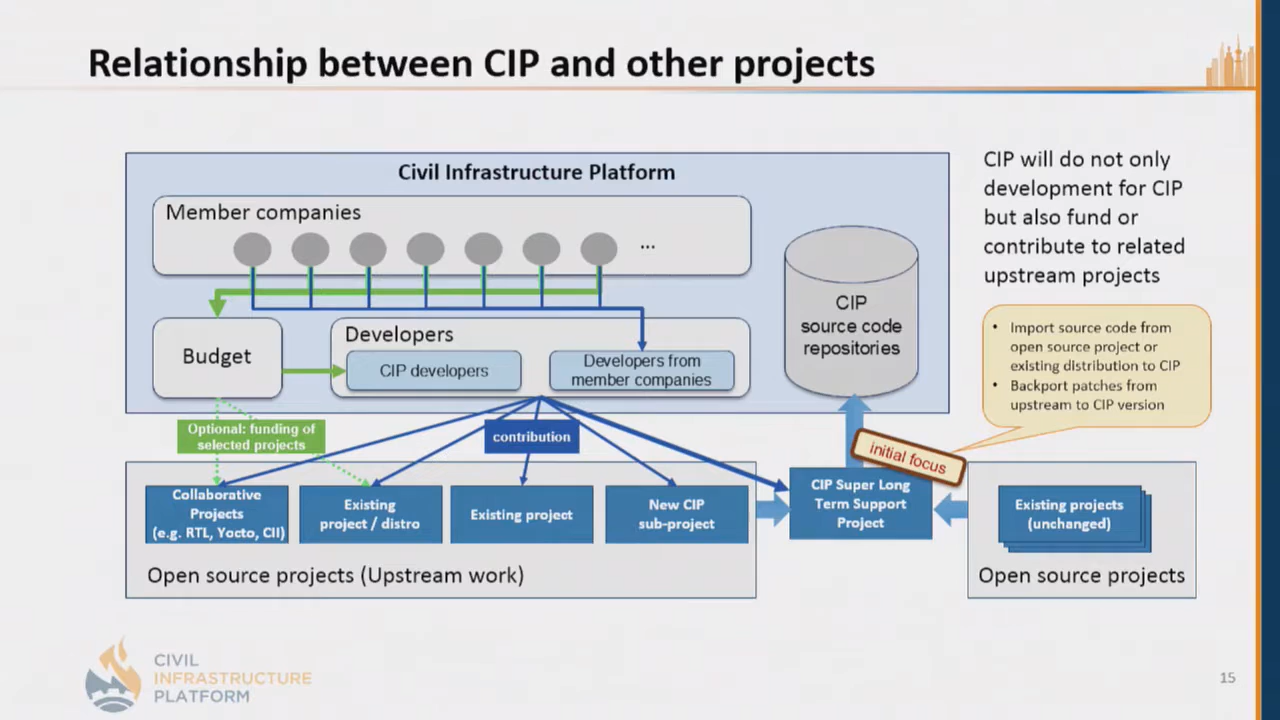 Relationship between CIP and other projects
Civil Infrastructure Platform
Member companies
...
Budget
Developers
CIP developers
Developers from
member companies
CIP
source code
repositories
CIP will do not only
development for CIP
but also fund or
contribute to related
upstream projects
• Import source code from
open source project or
existing distribution to CIP
• Backport patches from
upstream to CIP version
Optional: funding of
selected projects
contribution
initial focus
Collaborative
Projects
(e.g. RTL, Yocto, CII)
Existing
project / distro
Existing project
New CIP
sub-project
CIP Super Long
Term Support
Project
Existing projects
(unchanged)
Open source projects (Upstream work)
Open source projects
CIVIL
INFRASTRUCTURE
PLATFORM
15